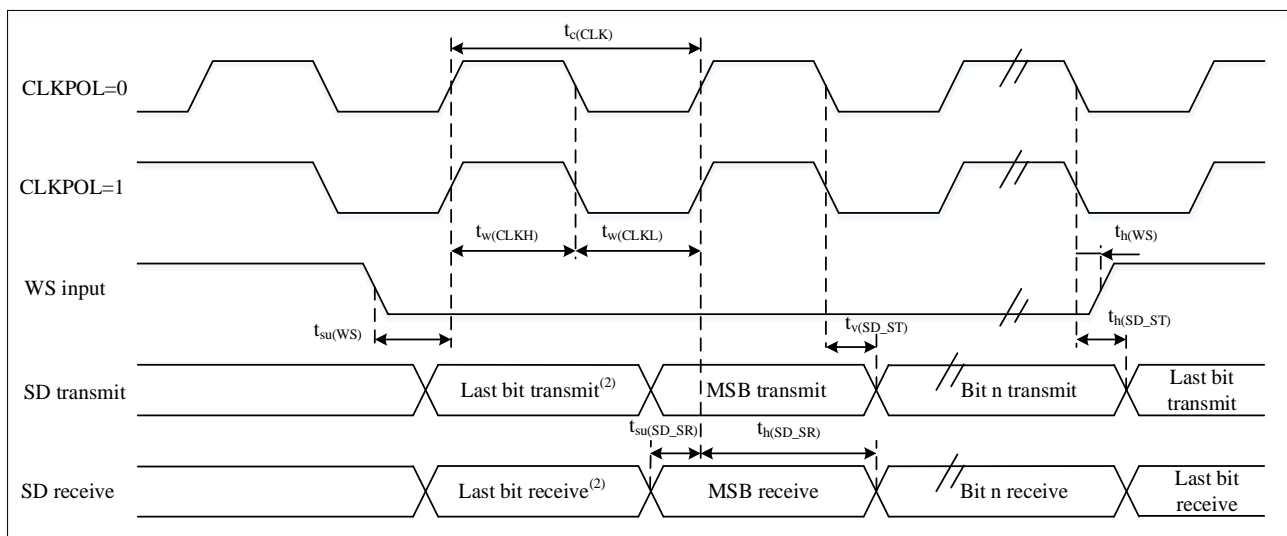 t_c(CLK)
CLKPOL=0
CLKPOL=1
t_w(CLKH) t_w(CLKL)
t_h(WS)
WS input
t_su(WS)
t_v(SD_ST)
t_h(SD_ST)
SD transmit
Last bit transmit(2)
MSB transmit
Bit n transmit
Last bit
transmit
t_su(SD_SR)
t_h(SD_SR)
SD receive
Last bit receive(2)
MSB receive
Bit n receive
Last bit
receive